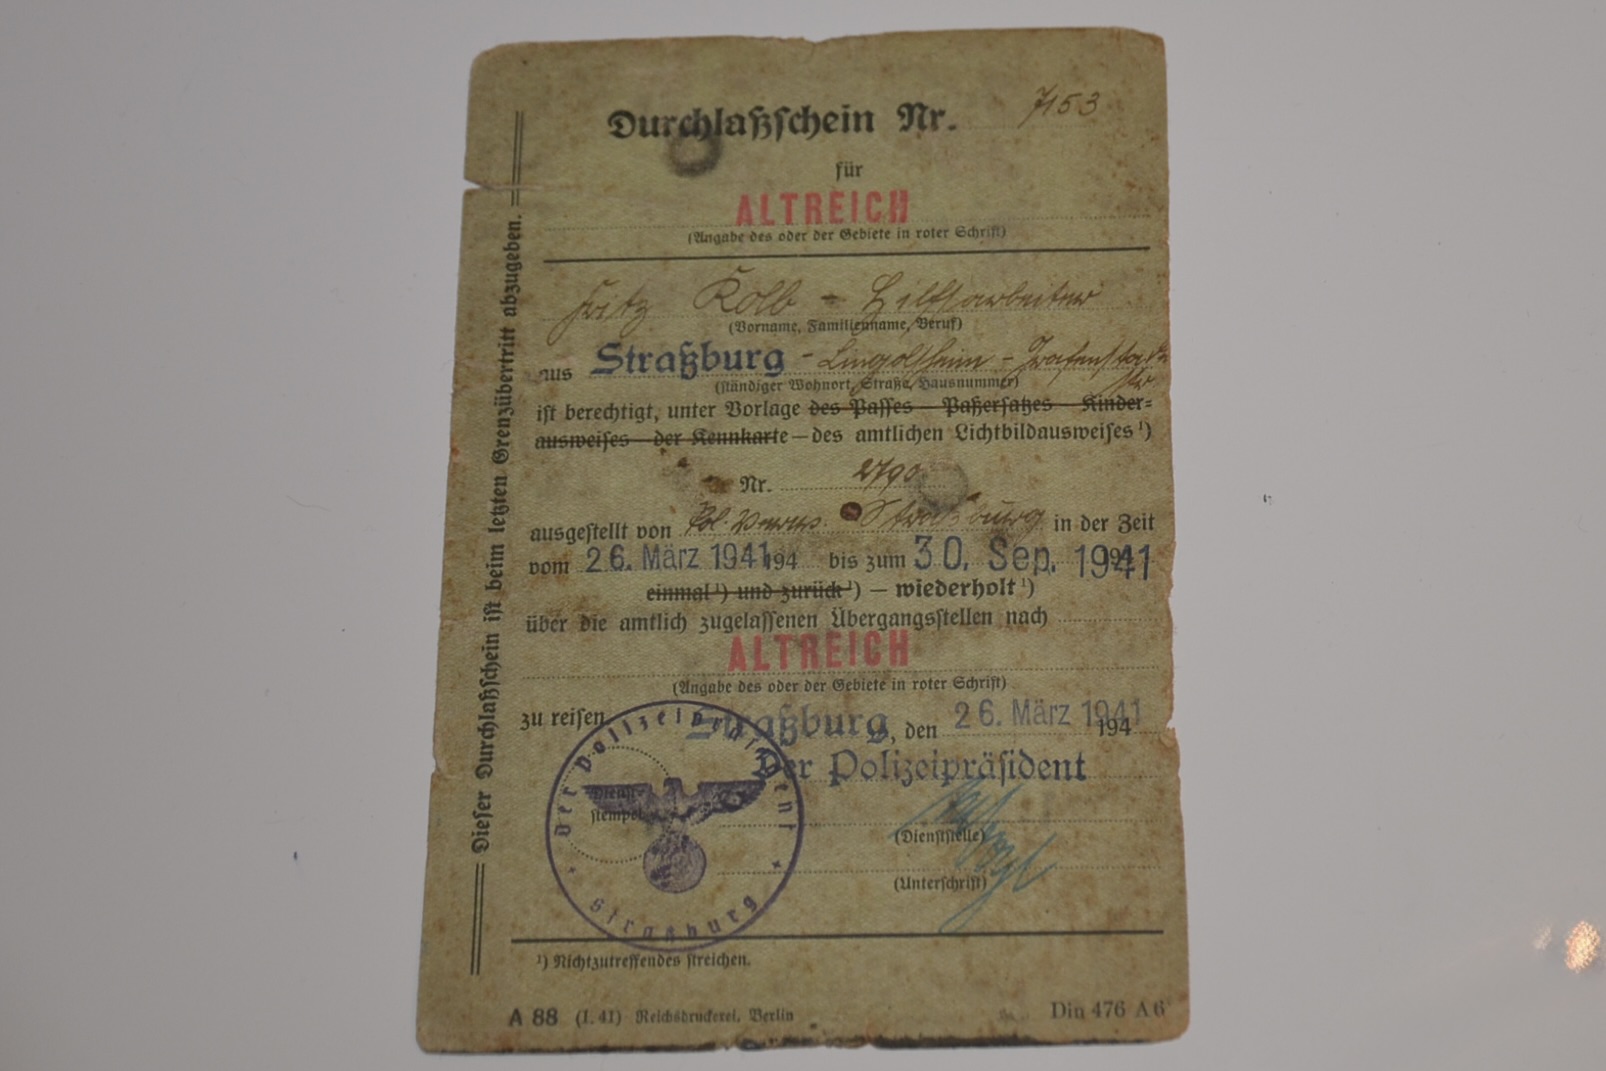 Durchlaßschein Nr. 7153
für
ALTREICH
(Angabe des oder der Gebiete in roter Schrift)
Fritz Kolb - Hilfsarbeiter
(Vorname, Familienname, Beruf)
aus Straßburg - Lingolsheim -
(ständiger Wohnort, Straße, Hausnummer)
ist berechtigt, unter Vorlage des Passes – Paßersatzes – Kinder=
ausweises – der Kennkarte – des amtlichen Lichtbildausweises ¹)
Nr. 2790
ausgestellt von Pol. Straßburg in der Zeit
vom 26. März 1941 194 bis zum 30. Sep. 1941 194
einmal ¹) und zurück ¹) – wiederholt ¹)
über die amtlich zugelassenen Übergangsstellen nach
ALTREICH
(Angabe des oder der Gebiete in roter Schrift)
zu reisen.
Straßburg, den 26. März 1941 194
Der Polizeipräsident
(Dienststelle)
(Unterschrift)
Dienst-
stempel
Der Polizeipräsident
Straßburg
¹) Nichtzutreffendes streichen.
A 88 (I. 41) Reichsdruckerei, Berlin Din 476 A 6
Dieser Durchlaßschein ist beim letzten Grenzübertritt abzugeben.